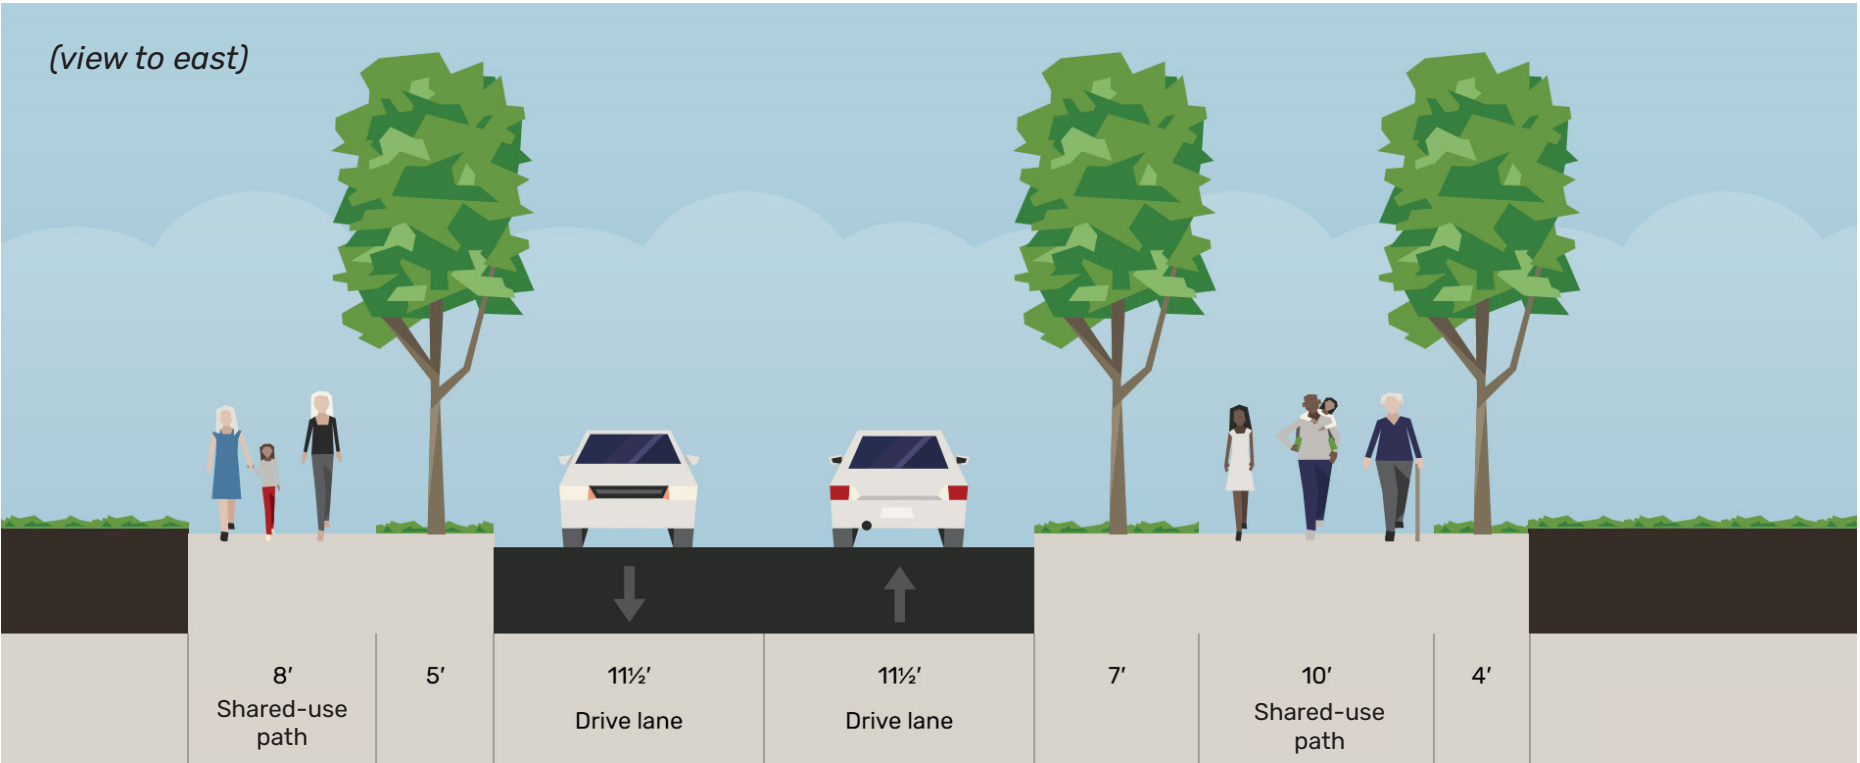 (view to east)
8′
Shared-use
path
5′
11½′
Drive lane
11½′
Drive lane
7′
10′
Shared-use
path
4′